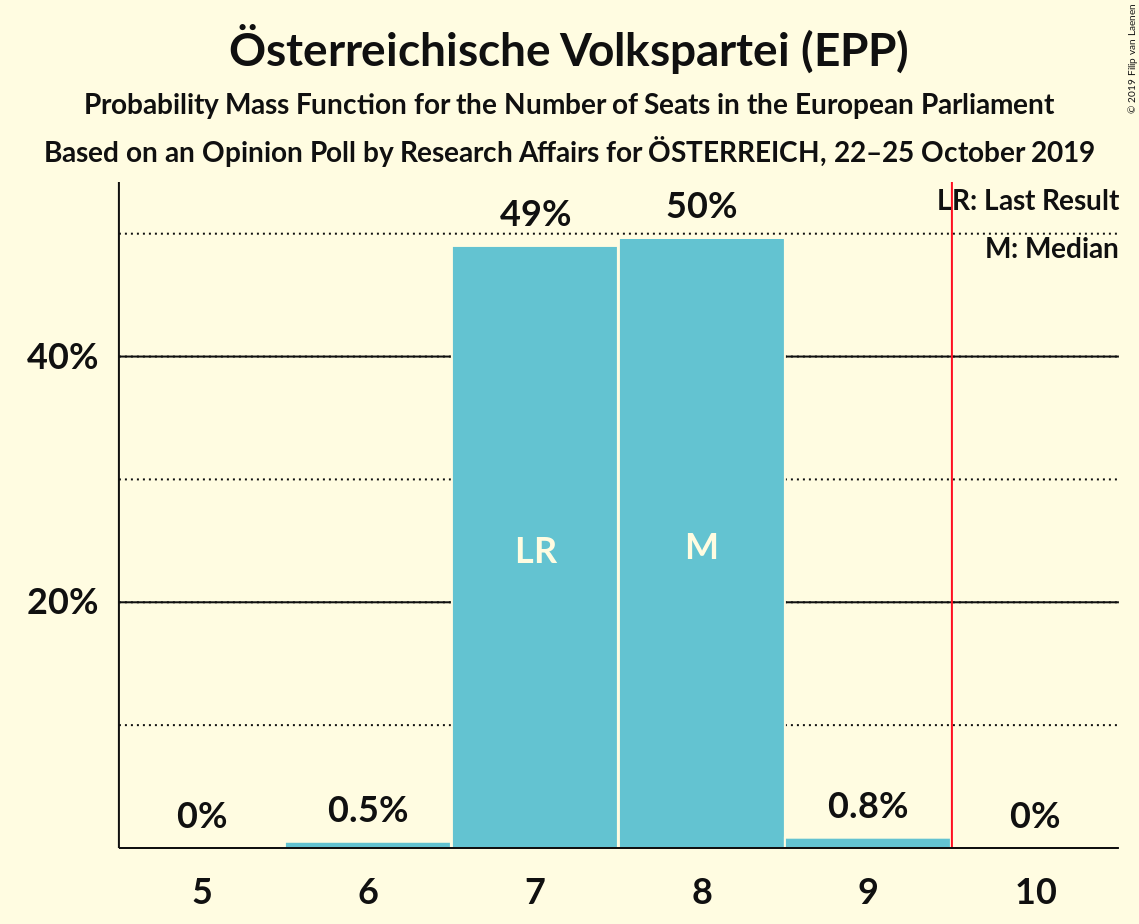 Österreichische Volkspartei (EPP)
Probability Mass Function for the Number of Seats in the European Parliament
Based on an Opinion Poll by Research Affairs for ÖSTERREICH, 22–25 October 2019
© 2019 Filip van Laenen
LR: Last Result
M: Median
49%
50%
40%
20%
LR
M
0%
0.5%
0.8%
0%
5
6
7
8
9
10